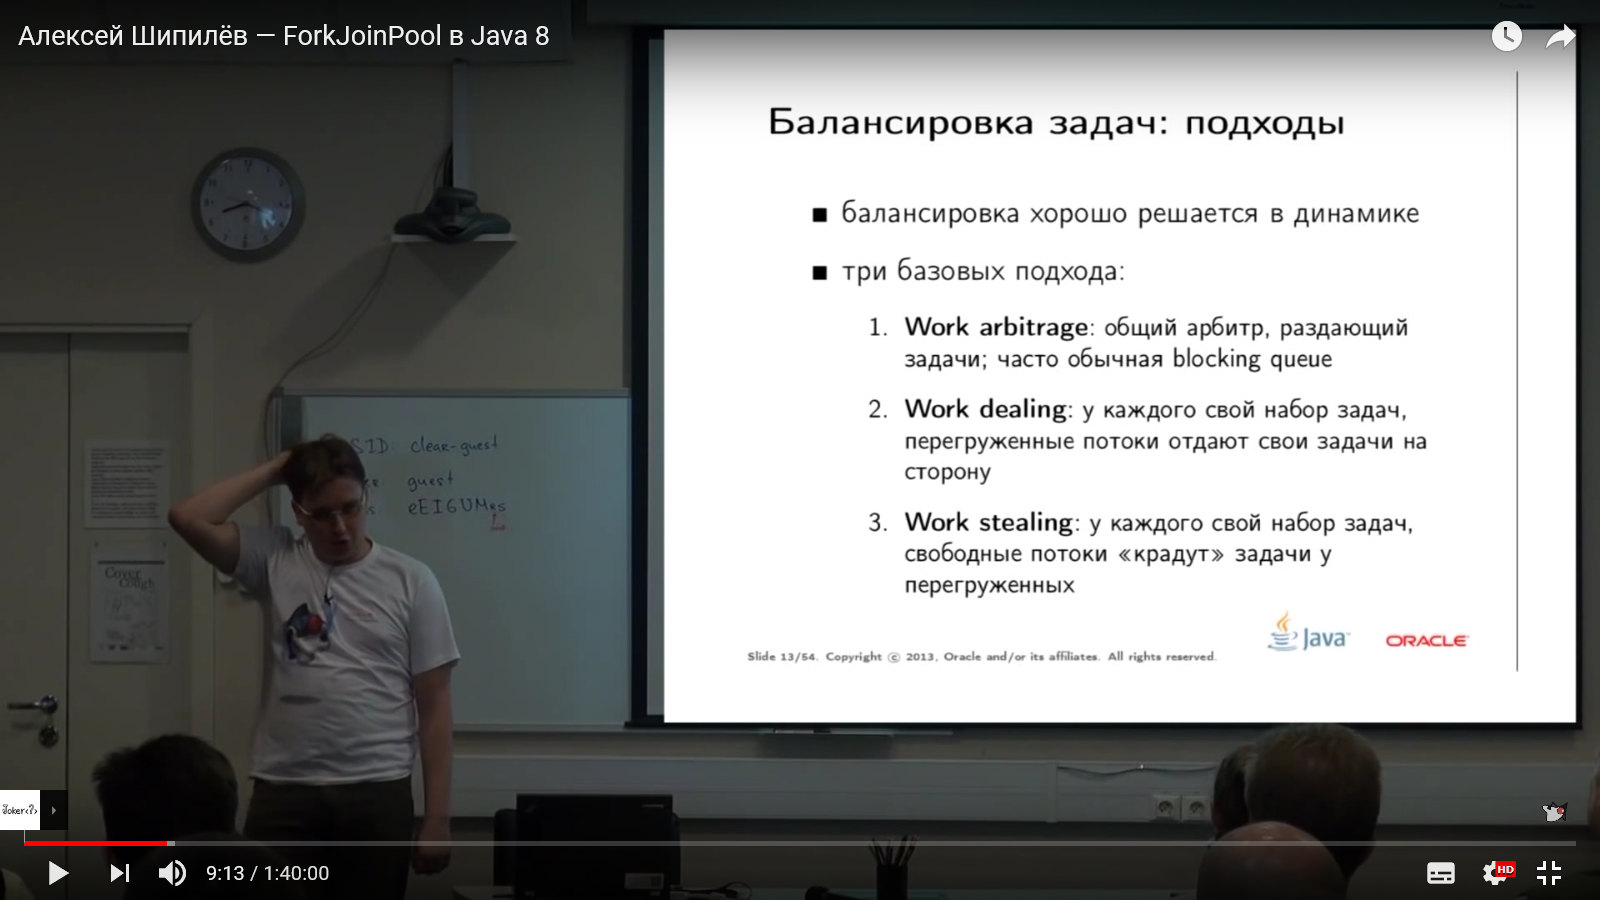 Алексей Шипилёв — ForkJoinPool в Java 8
Балансировка задач: подходы
■ балансировка хорошо решается в динамике
■ три базовых подхода:
1. Work arbitrage: общий арбитр, раздающий
задачи; часто обычная blocking queue
2. Work dealing: у каждого свой набор задач,
перегруженные потоки отдают свои задачи на
сторону
3. Work stealing: у каждого свой набор задач,
свободные потоки «крадут» задачи у
перегруженных
Java
ORACLE
Slide 13/54. Copyright © 2013, Oracle and/or its affiliates. All rights reserved.
SID: clear-guest
guest
Cover
Cough
Joker<?>
9:13 / 1:40:00
HD